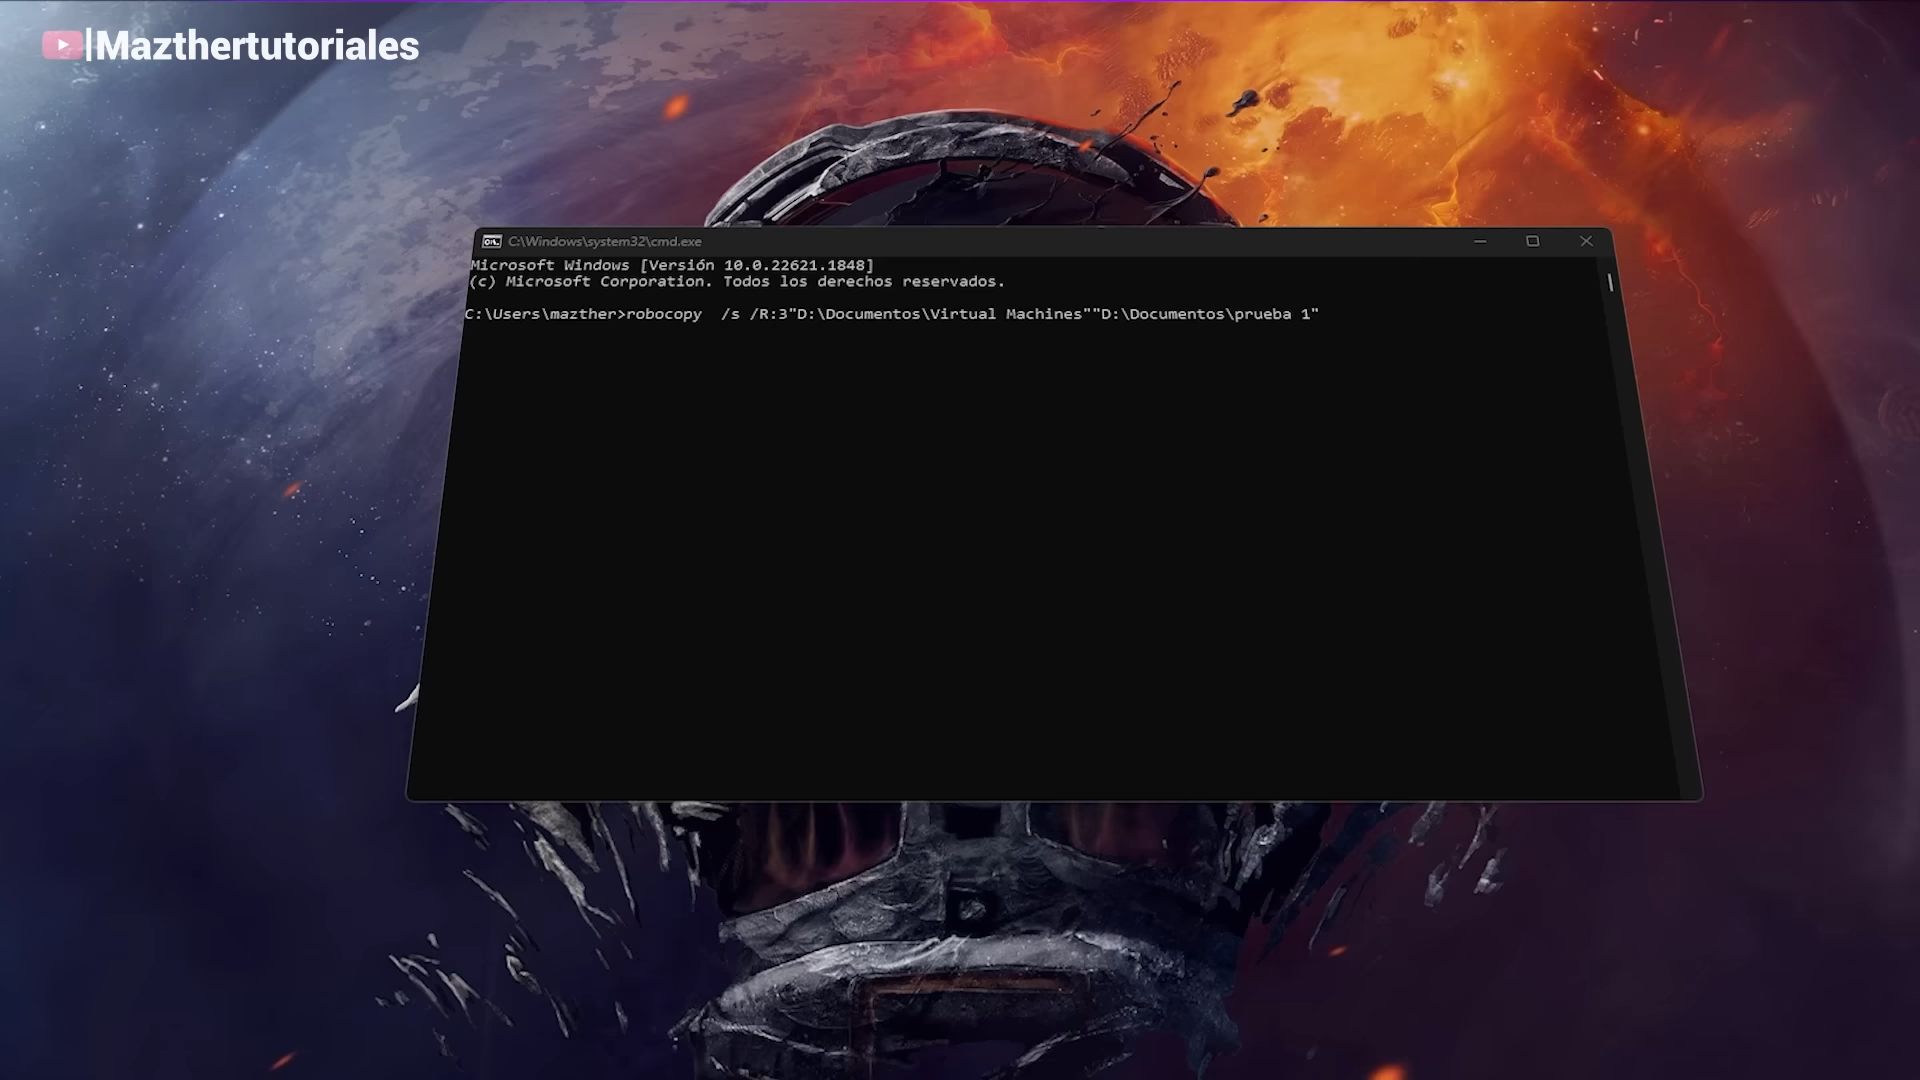 |Mazthertutoriales
C:\Windows\system32\cmd.exe
Microsoft Windows [Versión 10.0.22621.1848]
(c) Microsoft Corporation. Todos los derechos reservados.
C:\Users\mazther>robocopy  /s /R:3"D:\Documentos\Virtual Machines""D:\Documentos\prueba 1"